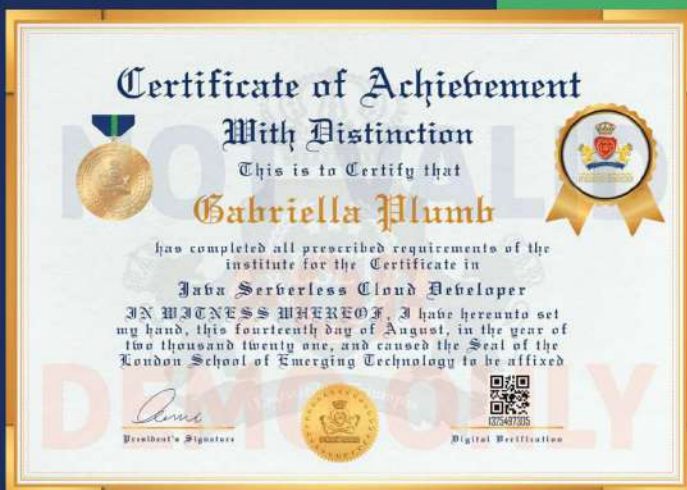 NOT VALID
Certificate of Achievement
With Distinction
This is to Certify that
Gabriella Plumb
has completed all prescribed requirements of the
institute for the Certificate in
Java Serverless Cloud Developer
IN WITNESS WHEREOF, I have hereunto set
my hand, this fourteenth day of August, in the year of
two thousand twenty one, and caused the Seal of the
London School of Emerging Technology to be affixed
DEMO ONLY
President's Signature
1325497305
Digital Verification